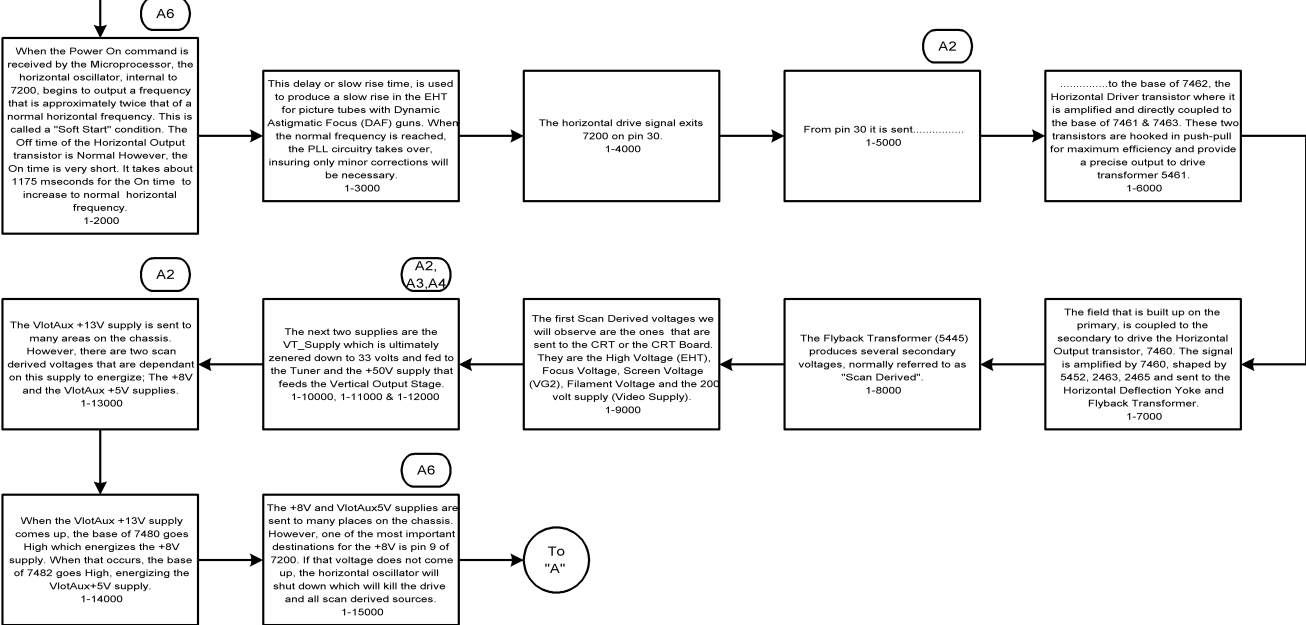 A6
When the Power On command is
received by the Microprocessor, the
horizontal oscillator, internal to
7200, begins to output a frequency
that is approximately twice that of a
normal horizontal frequency. This is
called a "Soft Start" condition. The
Off time of the Horizontal Output
transistor is Normal However, the
On time is very short. It takes about
1175 mseconds for the On time to
increase to normal horizontal
frequency.
1-2000
This delay or slow rise time, is used
to produce a slow rise in the EHT
for picture tubes with Dynamic
Astigmatic Focus (DAF) guns. When
the normal frequency is reached,
the PLL circuitry takes over,
insuring only minor corrections will
be necessary.
1-3000
The horizontal drive signal exits
7200 on pin 30.
1-4000
A2
From pin 30 it is sent...............
1-5000
...............to the base of 7462, the
Horizontal Driver transistor where it
is amplified and directly coupled to
the base of 7461 & 7463. These two
transistors are hooked in push-pull
for maximum efficiency and provide
a precise output to drive
transformer 5461.
1-6000
The field that is built up on the
primary, is coupled to the
secondary to drive the Horizontal
Output transistor, 7460. The signal
is amplified by 7460, shaped by
5452, 2463, 2465 and sent to the
Horizontal Deflection Yoke and
Flyback Transformer.
1-7000
The Flyback Transformer (5445)
produces several secondary
voltages, normally referred to as
"Scan Derived".
1-8000
The first Scan Derived voltages we
will observe are the ones that are
sent to the CRT or the CRT Board.
They are the High Voltage (EHT),
Focus Voltage, Screen Voltage
(VG2), Filament Voltage and the 200
volt supply (Video Supply).
1-9000
A2,
A3,A4
The next two supplies are the
VT_Supply which is ultimately
zenered down to 33 volts and fed to
the Tuner and the +50V supply that
feeds the Vertical Output Stage.
1-10000, 1-11000 & 1-12000
A2
The VlotAux +13V supply is sent to
many areas on the chassis.
However, there are two scan
derived voltages that are dependant
on this supply to energize; The +8V
and the VlotAux +5V supplies.
1-13000
When the VlotAux +13V supply
comes up, the base of 7480 goes
High which energizes the +8V
supply. When that occurs, the base
of 7482 goes High, energizing the
VlotAux+5V supply.
1-14000
A6
The +8V and VlotAux5V supplies are
sent to many places on the chassis.
However, one of the most important
destinations for the +8V is pin 9 of
7200. If that voltage does not come
up, the horizontal oscillator will
shut down which will kill the drive
and all scan derived sources.
1-15000
To
"A"